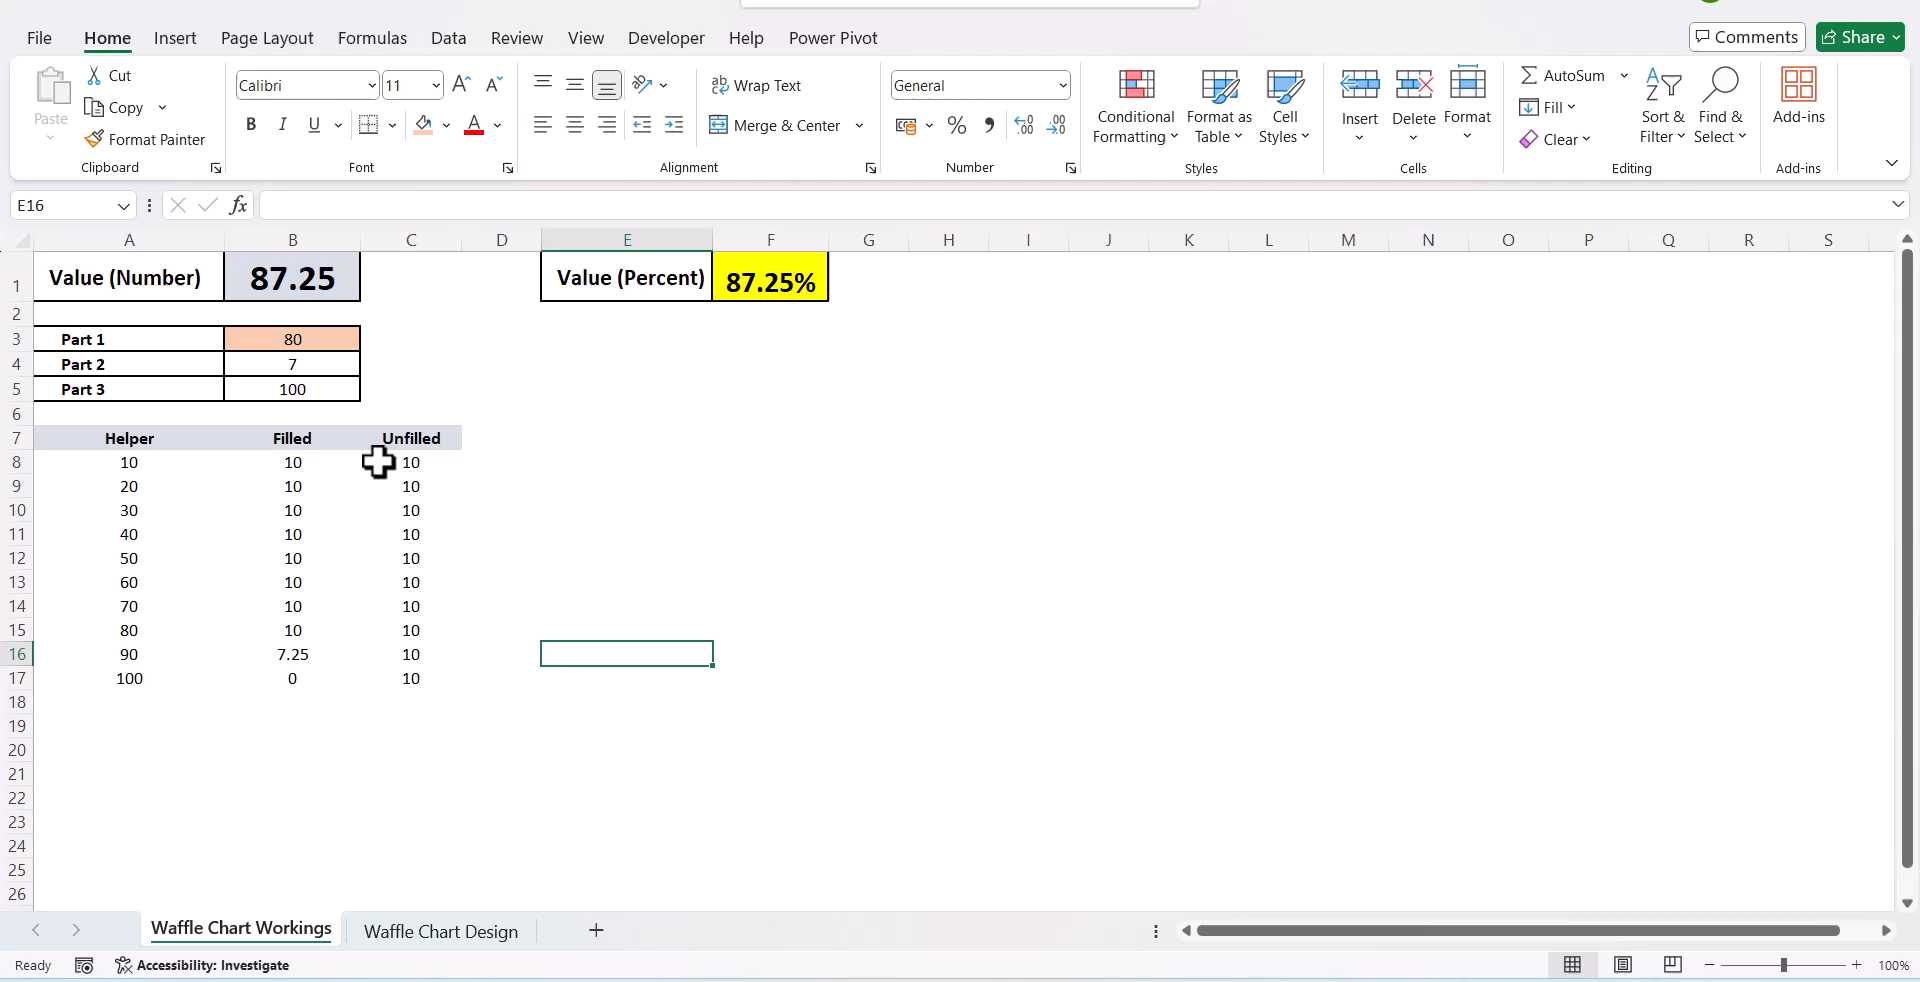 File Home Insert Page Layout Formulas Data Review View Developer Help Power Pivot Comments Share
Paste
Cut
Copy
Format Painter
Clipboard
Calibri 11
B I U
Font
Wrap Text
Merge & Center
Alignment
General
Number
Conditional Formatting
Format as Table
Cell Styles
Styles
Insert
Delete
Format
Cells
AutoSum
Fill
Clear
Sort & Filter
Find & Select
Editing
Add-ins
Add-ins
E16 fx
A B C D E F G H I J K L M N O P Q R S
1 Value (Number) 87.25 Value (Percent) 87.25%
2
3 Part 1 80
4 Part 2 7
5 Part 3 100
6
7 Helper Filled Unfilled
8 10 10 10
9 20 10 10
10 30 10 10
11 40 10 10
12 50 10 10
13 60 10 10
14 70 10 10
15 80 10 10
16 90 7.25 10
17 100 0 10
18
19
20
21
22
23
24
25
26
Waffle Chart Workings Waffle Chart Design
Ready Accessibility: Investigate 100%